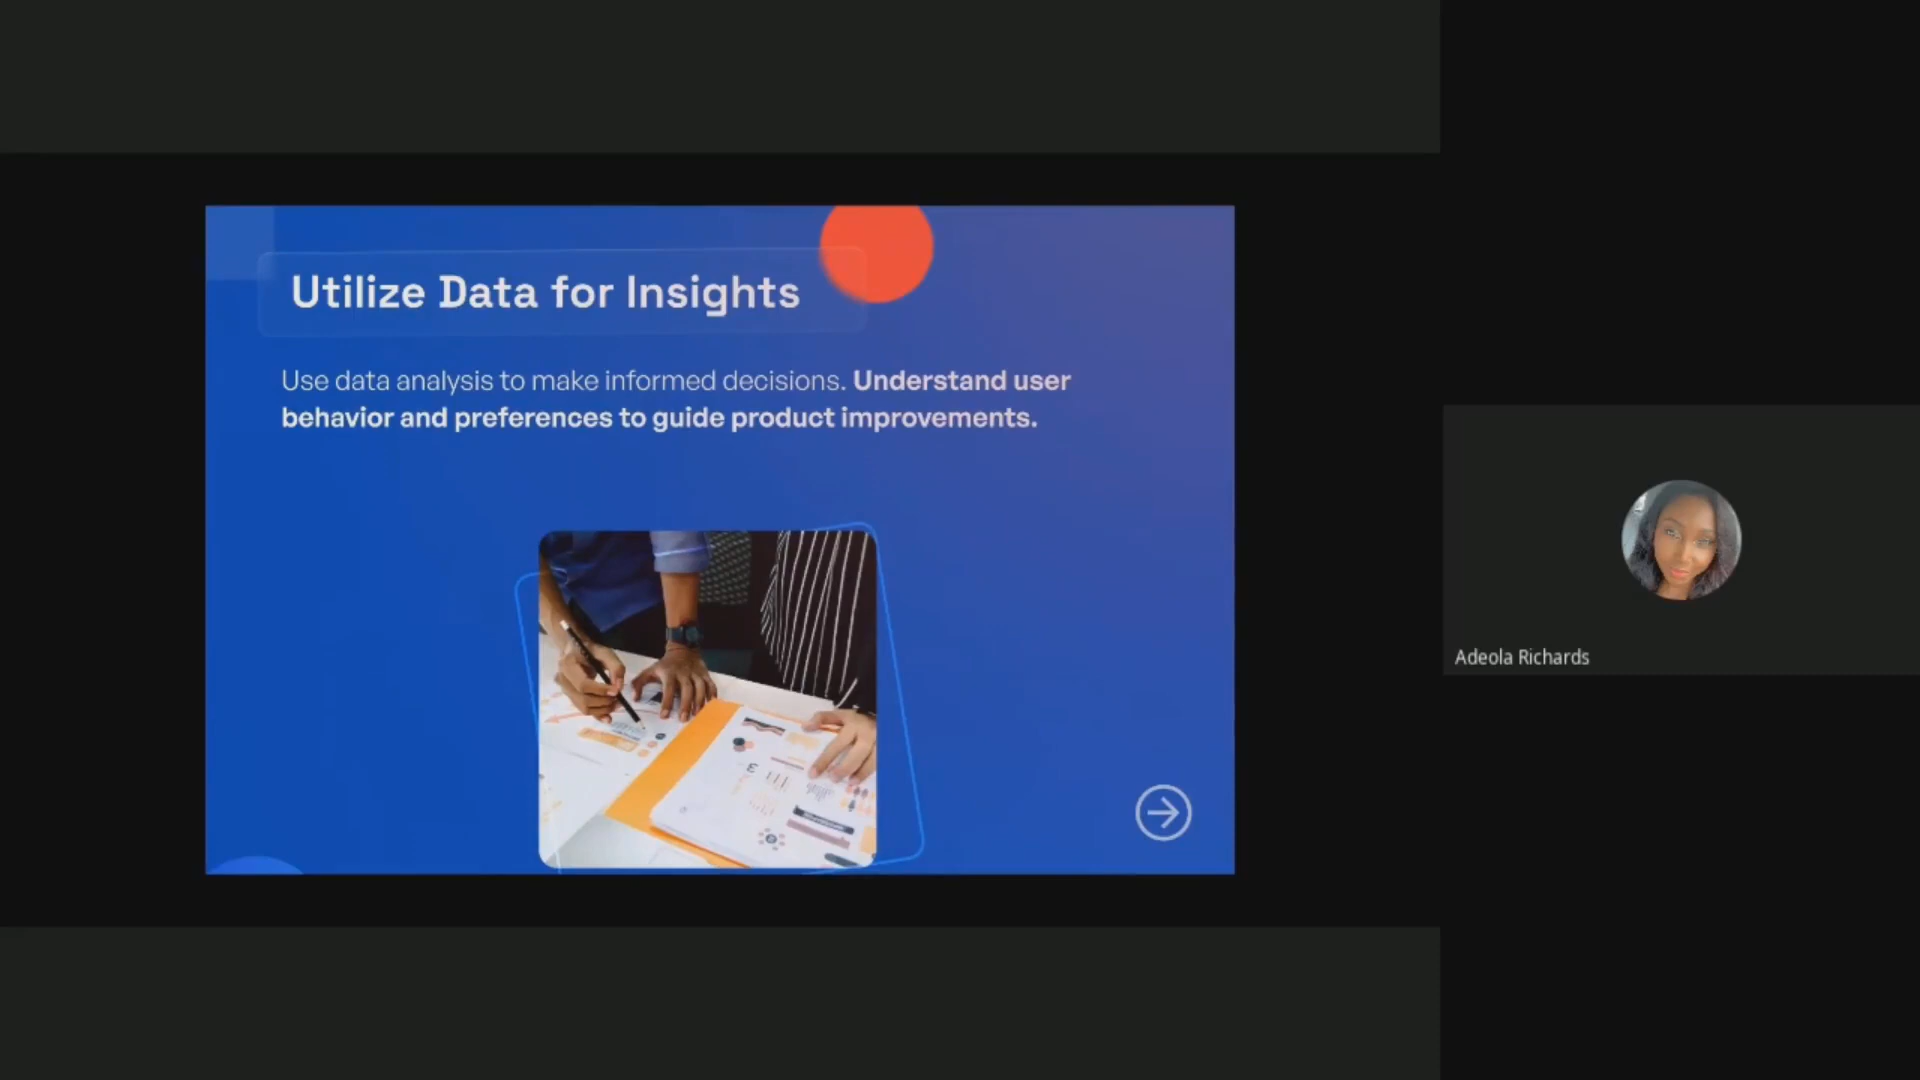 Utilize Data for Insights
Use data analysis to make informed decisions. Understand user
behavior and preferences to guide product improvements.
Adeola Richards